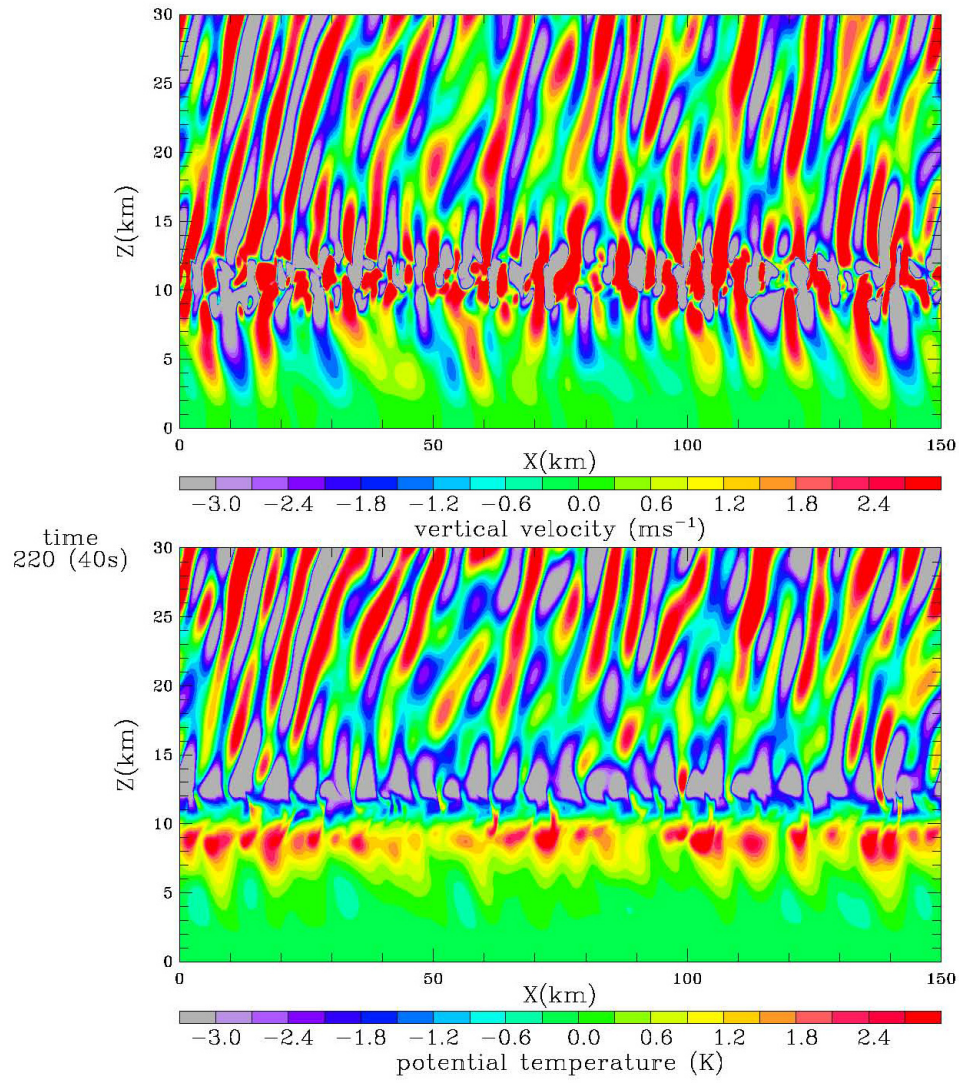 30
25
20
15
10
5
0
Z(km)
0 50 100 150
X(km)
−3.0 −2.4 −1.8 −1.2 −0.6 0.0 0.6 1.2 1.8 2.4
vertical velocity (ms⁻¹)
time
220 (40s)
30
25
20
15
10
5
0
Z(km)
0 50 100 150
X(km)
−3.0 −2.4 −1.8 −1.2 −0.6 0.0 0.6 1.2 1.8 2.4
potential temperature (K)